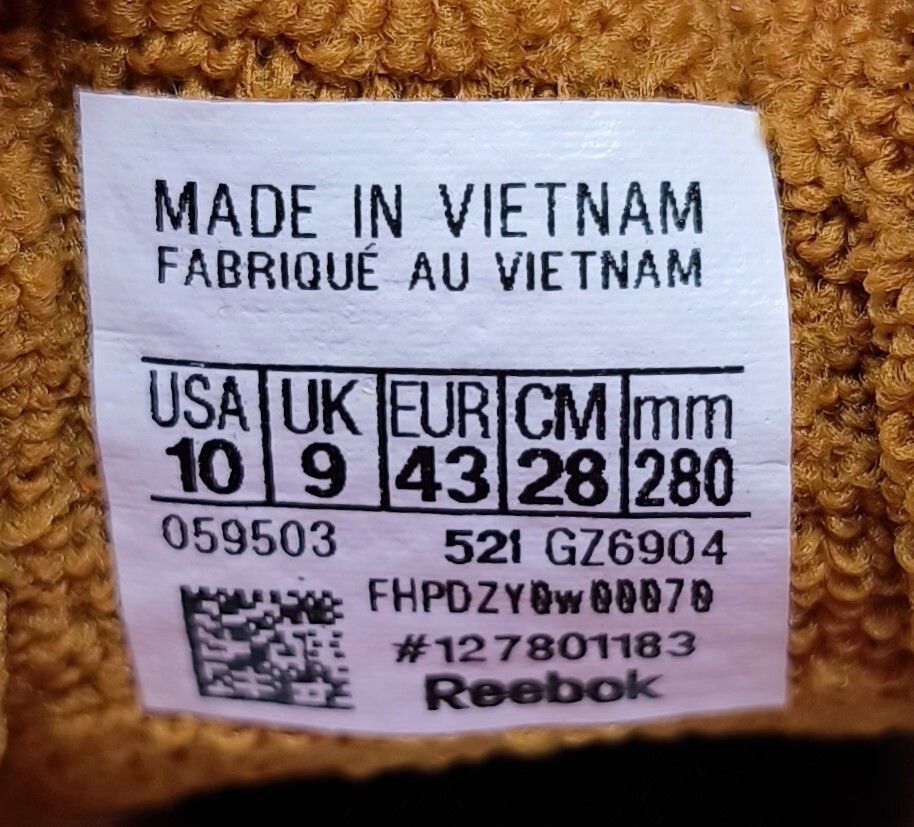 MADE IN VIETNAM
FABRIQUÉ AU VIETNAM
USA UK EUR CM mm
10 9 43 28 280
059503 521 GZ6904
FHPDZY0w00070
#127801183
Reebok